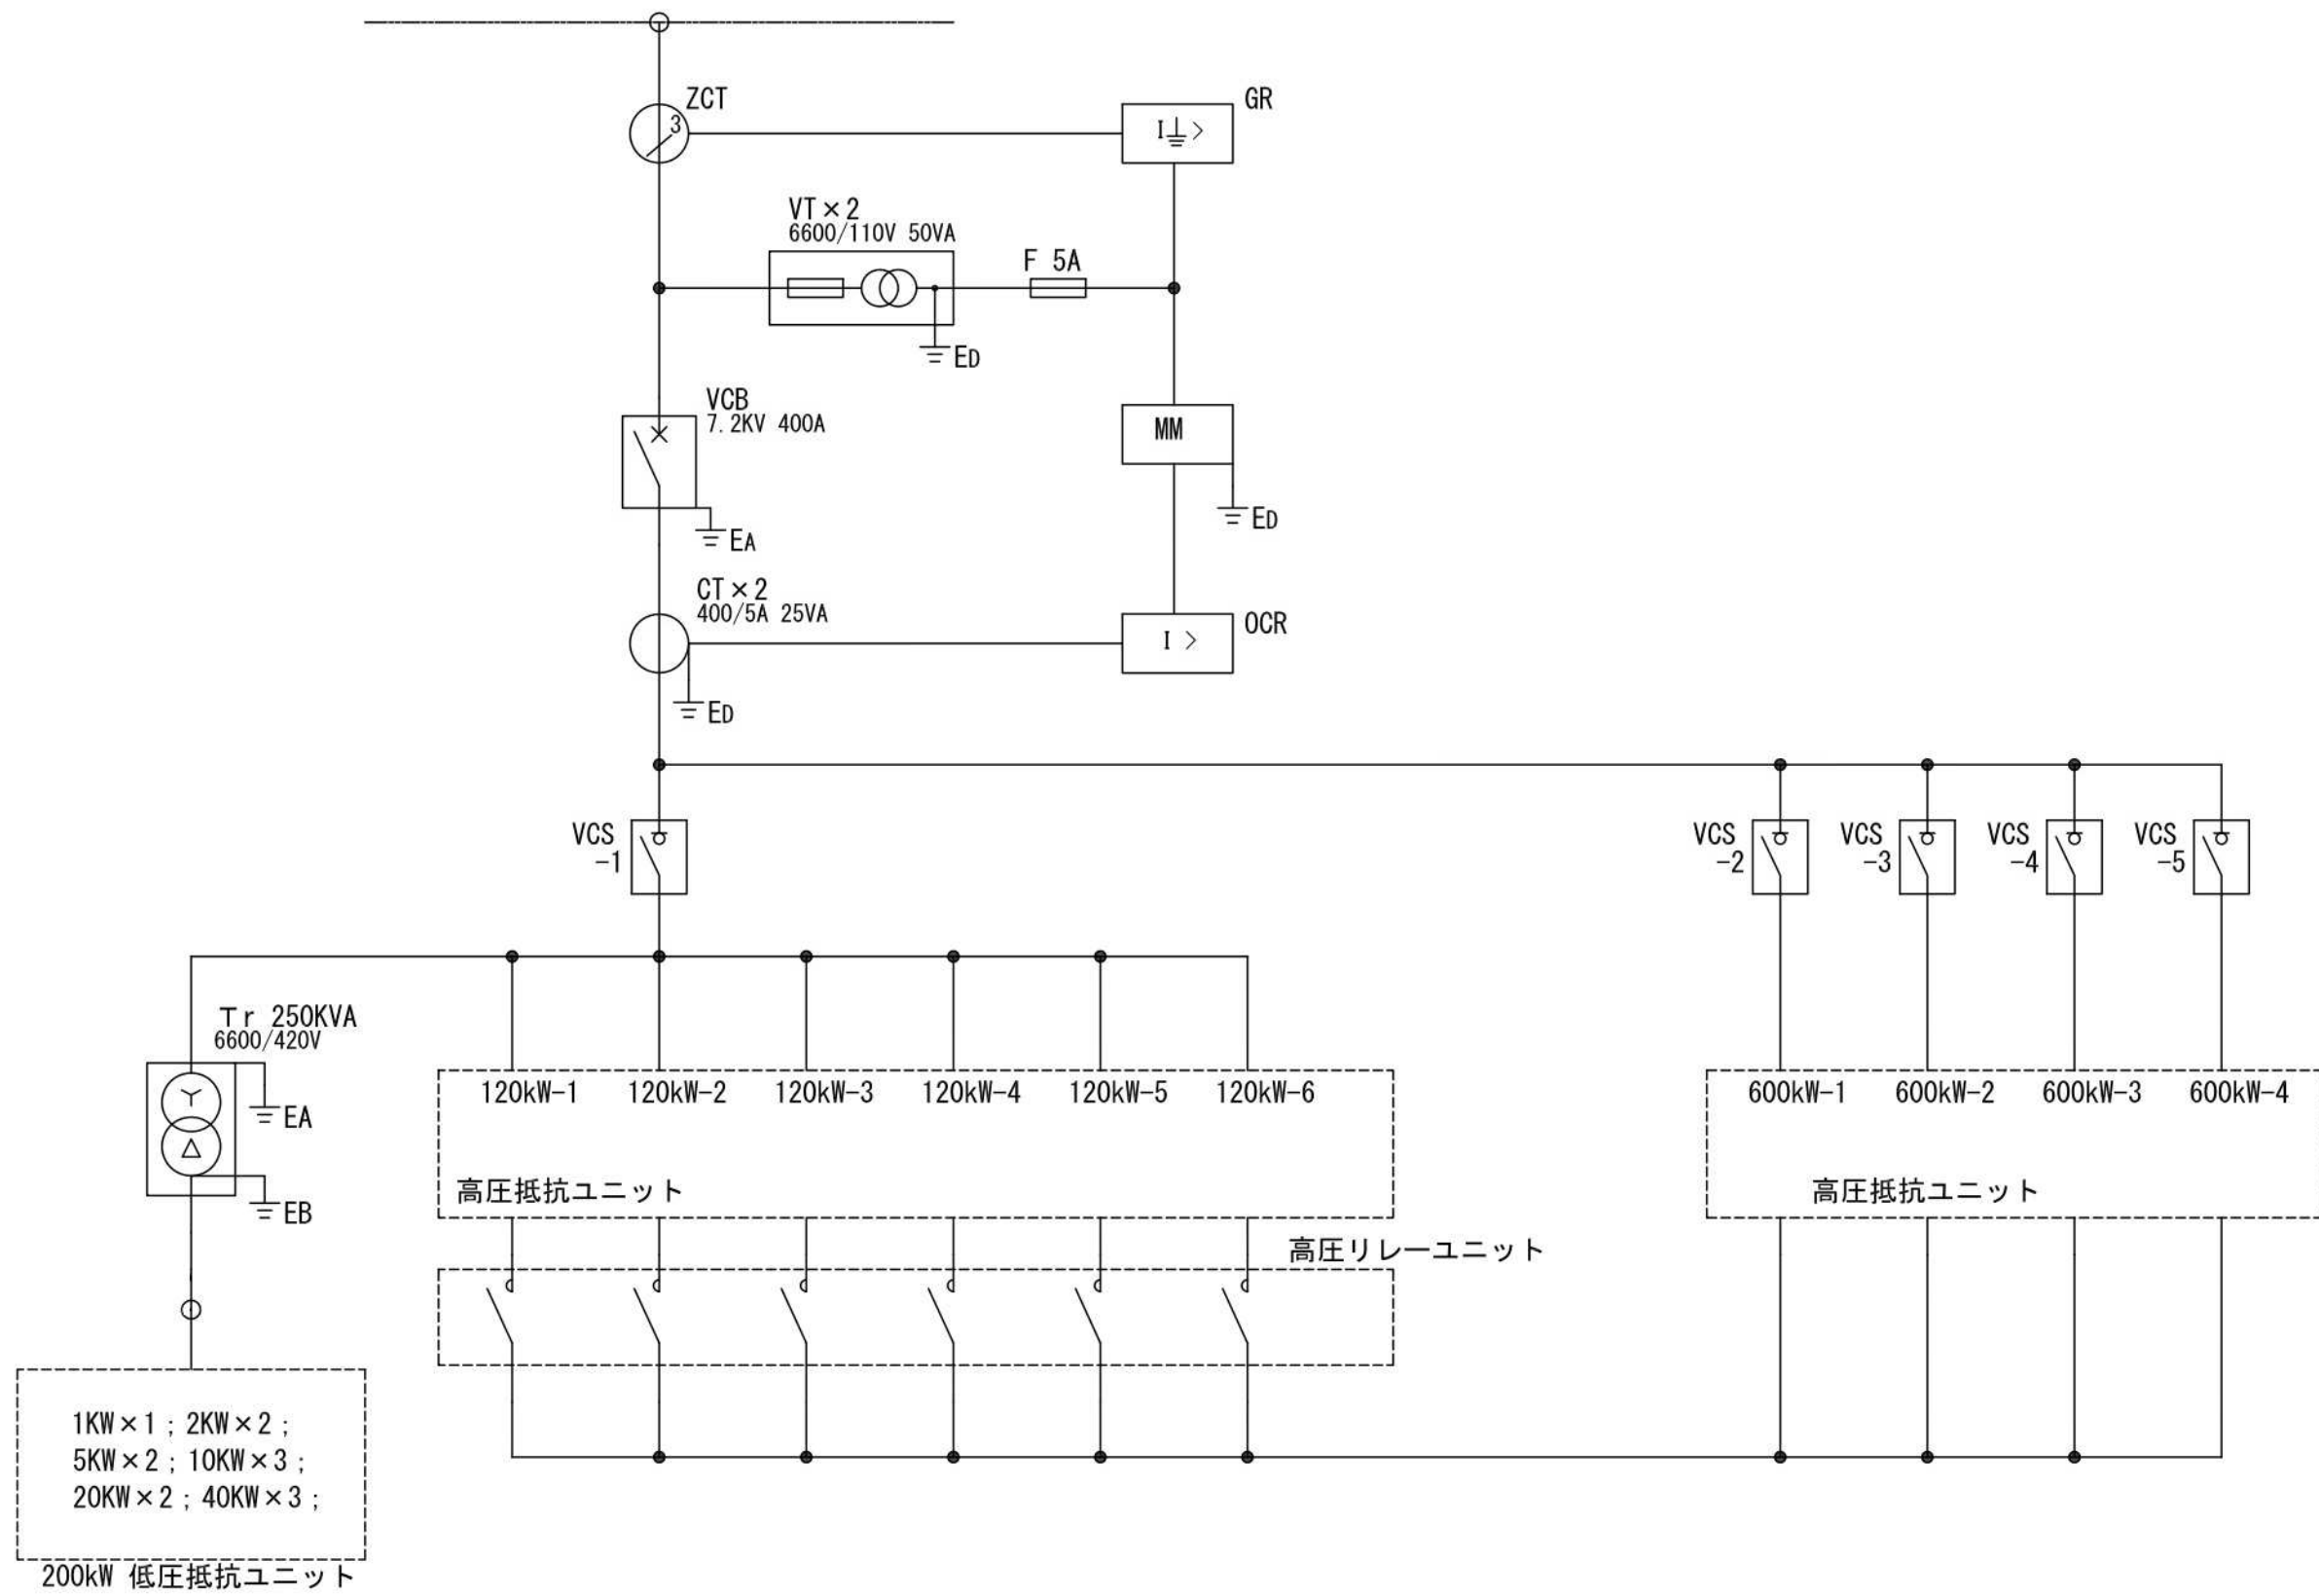 ZCT
3
GR
I >
VT×2
6600/110V 50VA
F 5A
ED
VCB
7.2KV 400A
MM
EA
ED
CT×2
400/5A 25VA
OCR
I >
ED
VCS
-1
VCS
-2
VCS
-3
VCS
-4
VCS
-5
Tr 250KVA
6600/420V
EA
EB
120kW-1 120kW-2 120kW-3 120kW-4 120kW-5 120kW-6
高圧抵抗ユニット
600kW-1 600kW-2 600kW-3 600kW-4
高圧抵抗ユニット
高圧リレーユニット
1KW×1 ; 2KW×2 ;
5KW×2 ; 10KW×3 ;
20KW×2 ; 40KW×3 ;
200kW 低圧抵抗ユニット